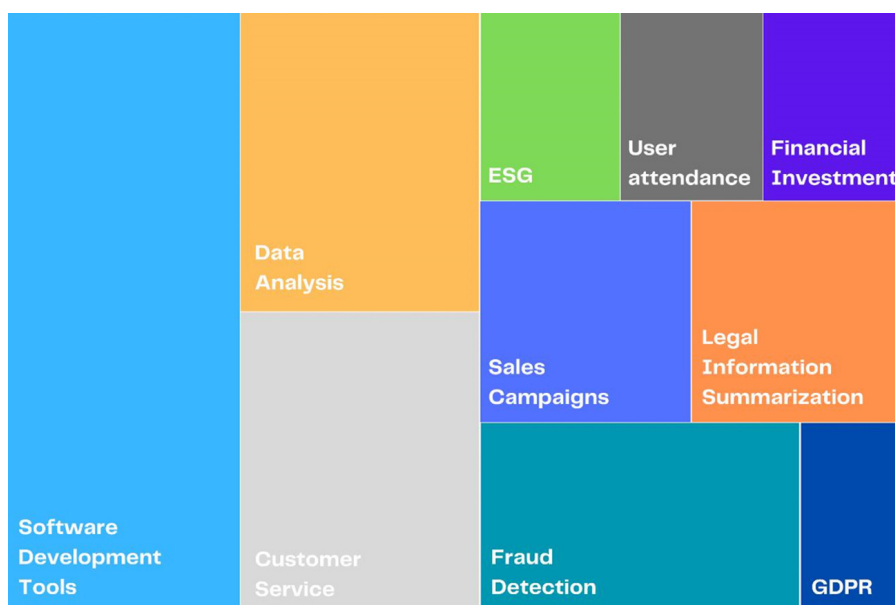 Software
Development
Tools
Data
Analysis
Customer
Service
ESG
User
attendance
Financial
Investment
Sales
Campaigns
Legal
Information
Summarization
Fraud
Detection
GDPR